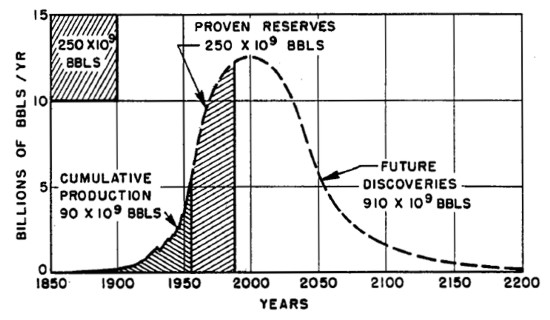 15
10
5
0
BILLIONS OF BBLS / YR
250 X10⁹
BBLS
PROVEN RESERVES
250 X 10⁹ BBLS
CUMULATIVE
PRODUCTION
90 X 10⁹ BBLS
FUTURE
DISCOVERIES
910 X 10⁹ BBLS
1850 1900 1950 2000 2050 2100 2150 2200
YEARS